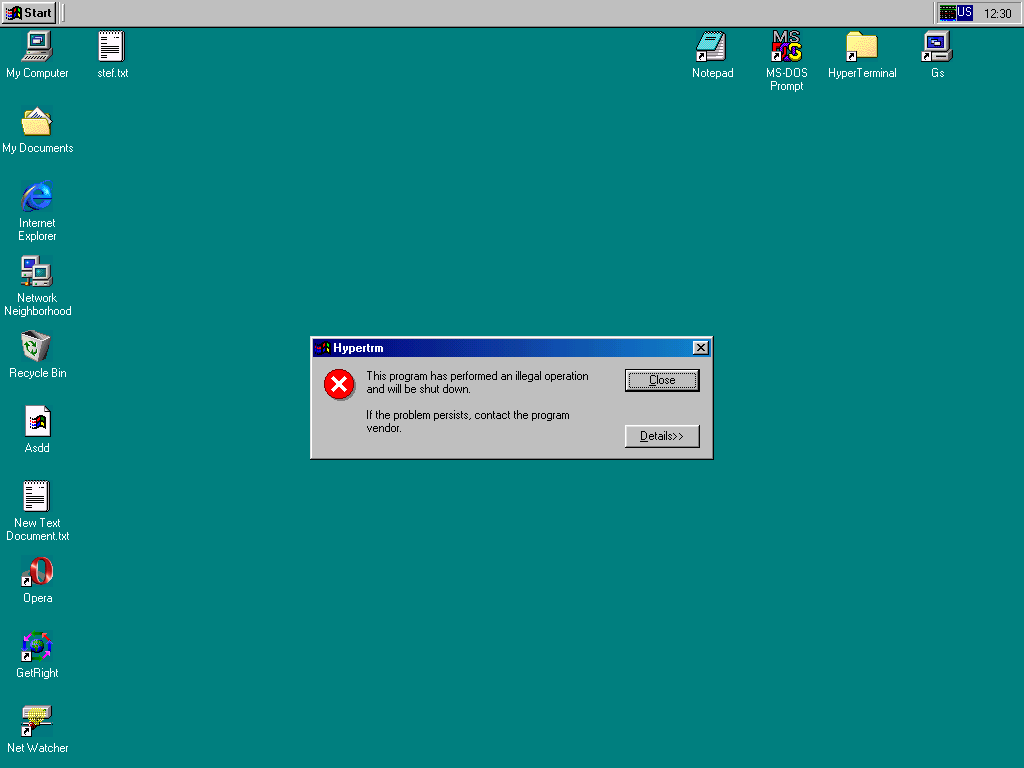 Start
US
12:30
My Computer
stef.txt
Notepad
MS-DOS
Prompt
HyperTerminal
Gs
My Documents
Internet
Explorer
Network
Neighborhood
Recycle Bin
Asdd
New Text
Document.txt
Opera
GetRight
Net Watcher
Hypertrm
This program has performed an illegal operation
and will be shut down.
If the problem persists, contact the program
vendor.
Close
Details>>